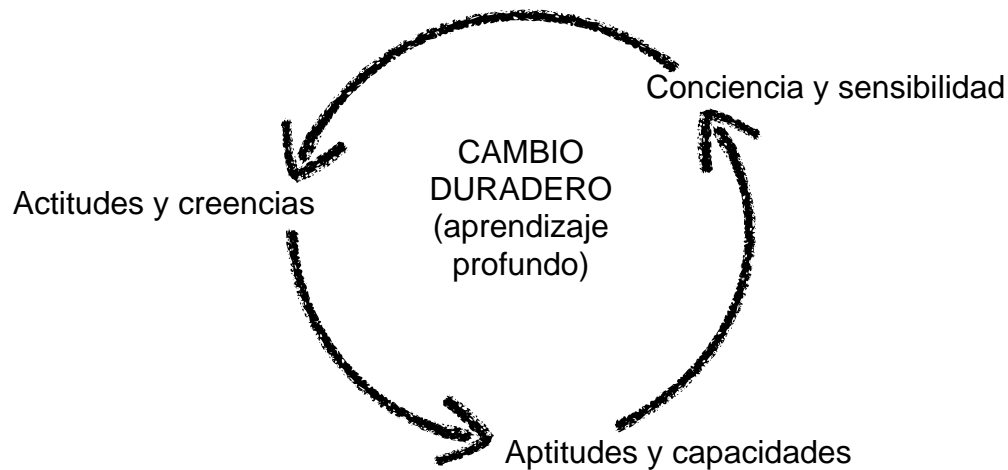 Conciencia y sensibilidad
CAMBIO
DURADERO
(aprendizaje
profundo)
Actitudes y creencias
Aptitudes y capacidades